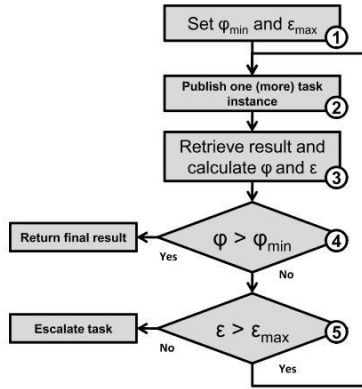 Set φmin and εmax
1
Publish one (more) task
instance
2
Retrieve result and
calculate φ and ε
3
φ > φmin
4
Return final result
Yes
No
ε > εmax
5
Escalate task
No
Yes